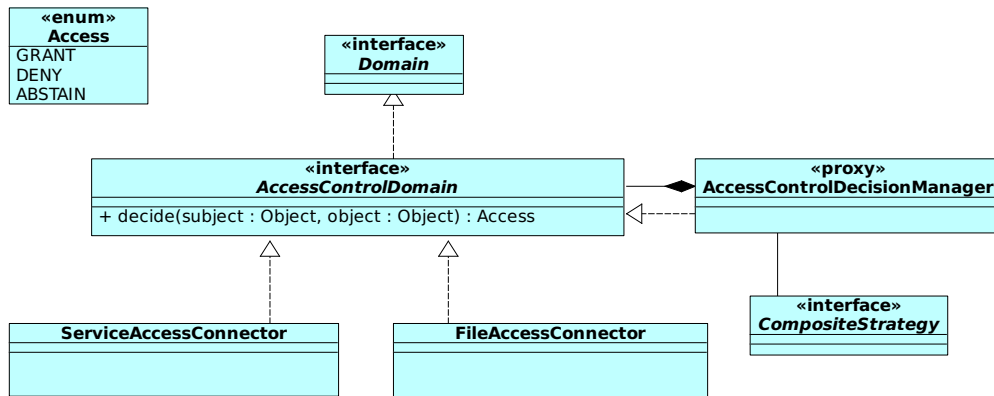 «enum»
Access
GRANT
DENY
ABSTAIN
«interface»
Domain
«interface»
AccessControlDomain
+ decide(subject : Object, object : Object) : Access
«proxy»
AccessControlDecisionManager
«interface»
CompositeStrategy
ServiceAccessConnector
FileAccessConnector